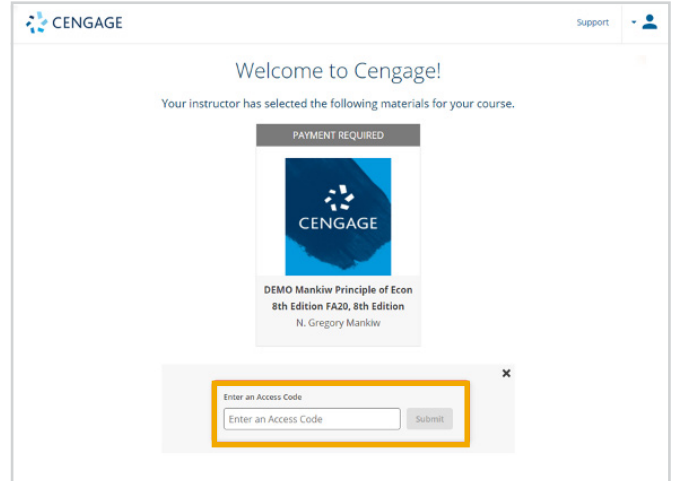 CENGAGE
Support
Welcome to Cengage!
Your instructor has selected the following materials for your course.
PAYMENT REQUIRED
CENGAGE
DEMO Mankiw Principle of Econ
8th Edition FA20, 8th Edition
N. Gregory Mankiw
Enter an Access Code
Enter an Access Code
Submit